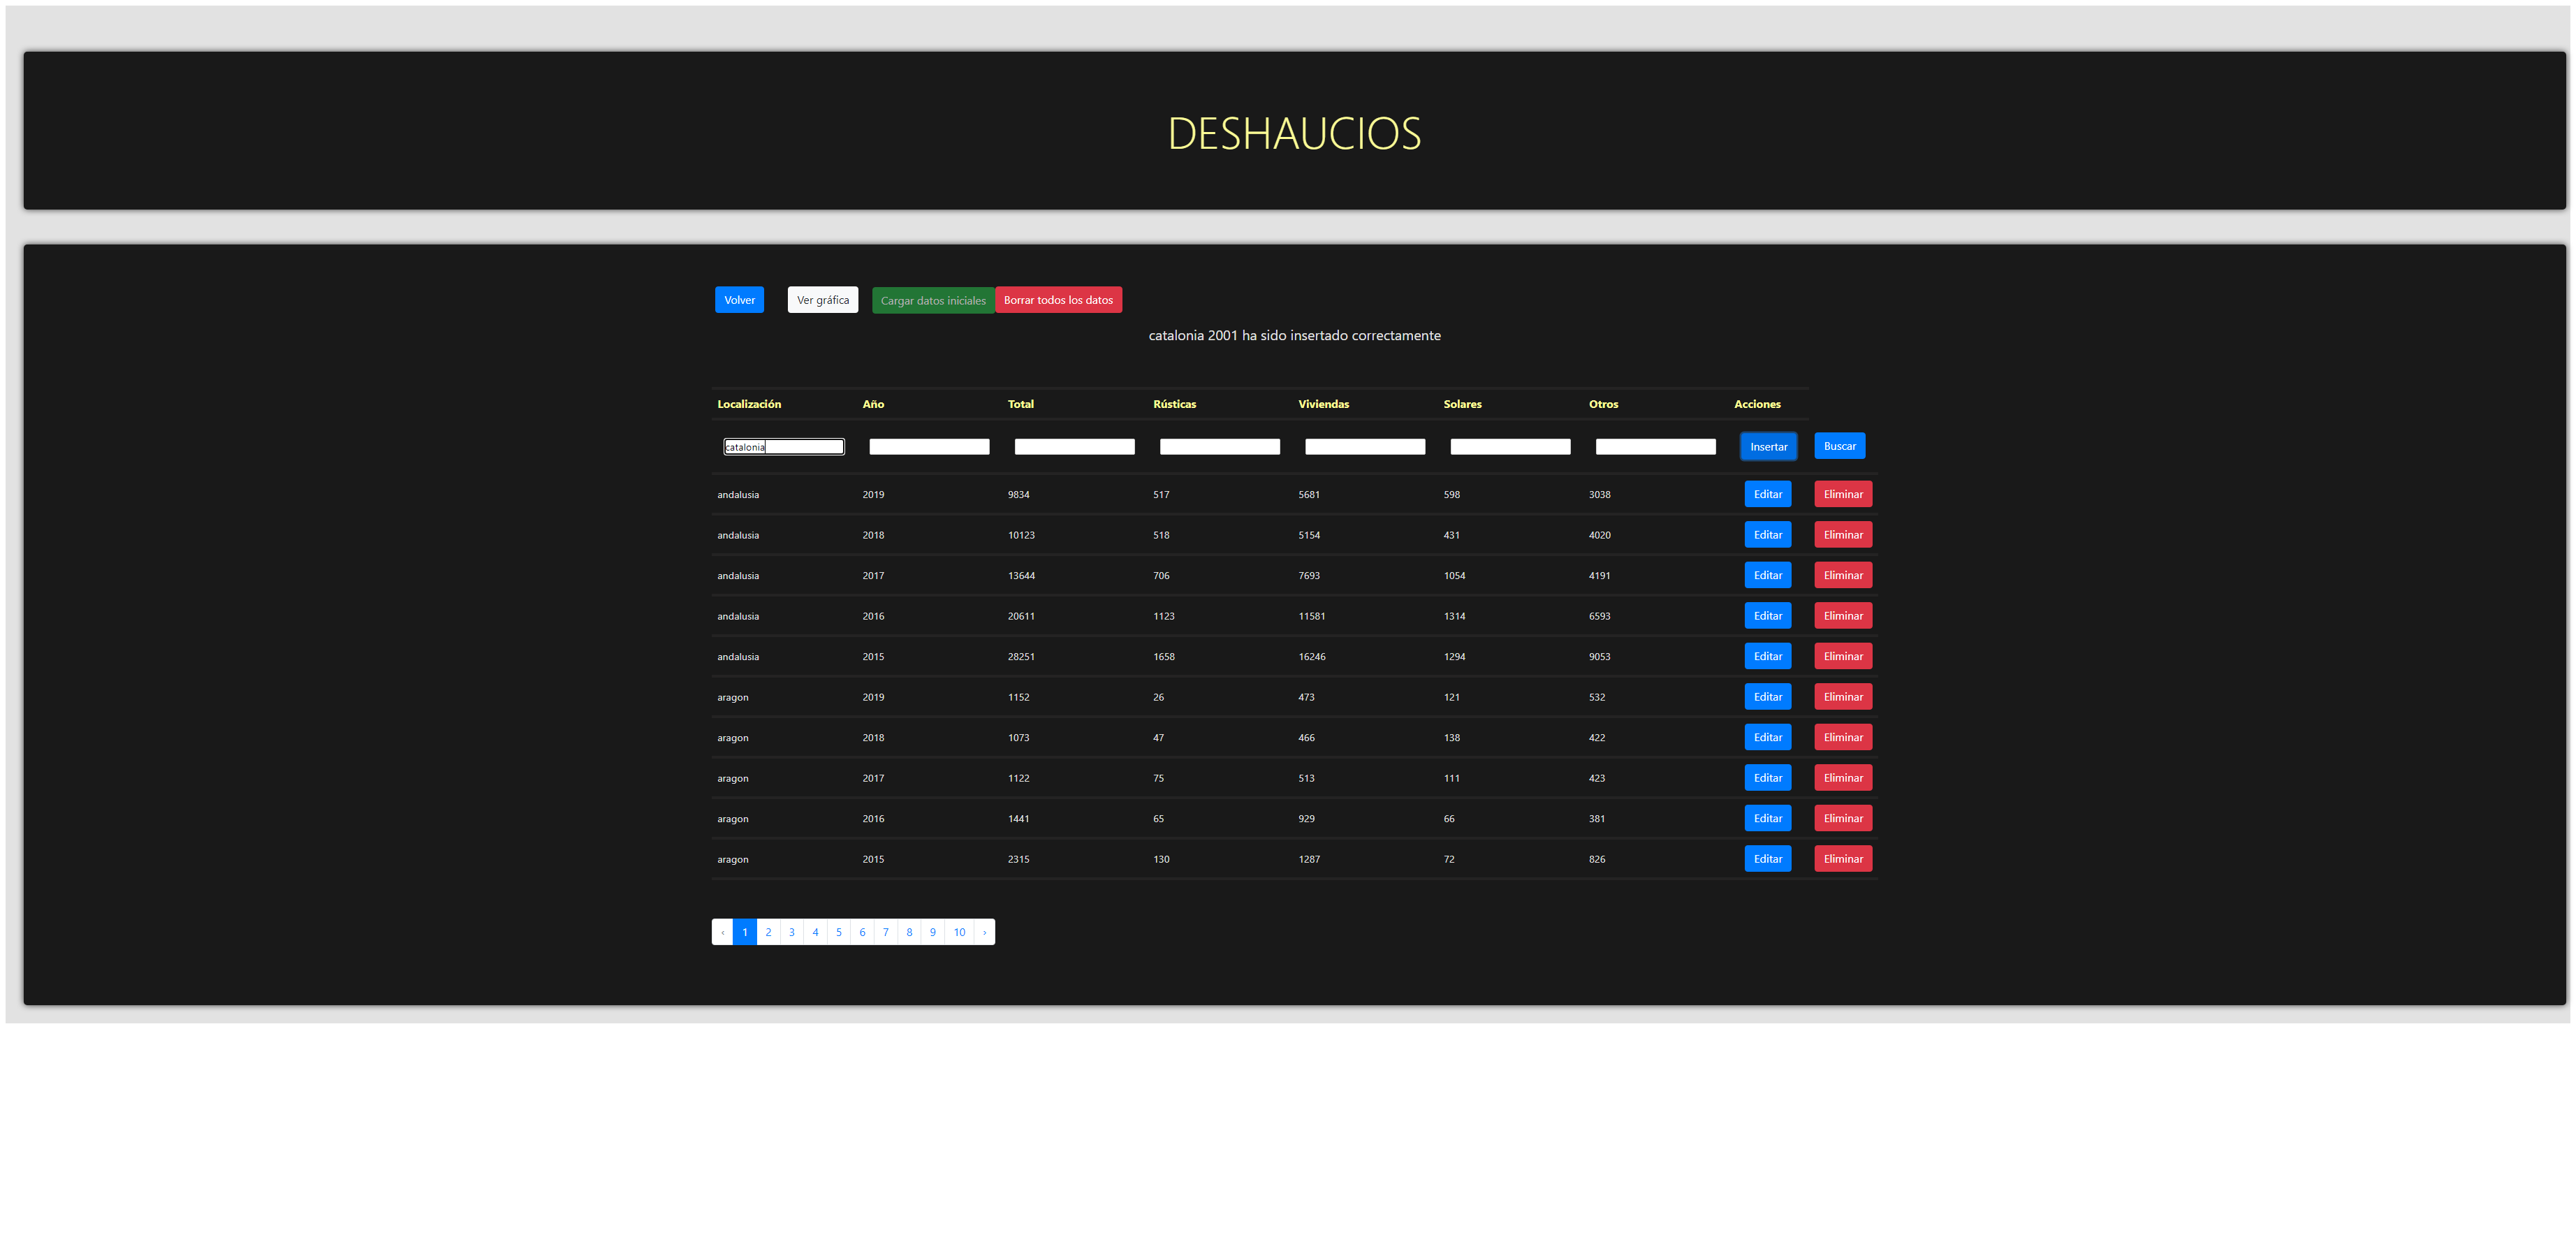 DESHAUCIOS
Volver Ver gráfica Cargar datos iniciales Borrar todos los datos
catalonia 2001 ha sido insertado correctamente
Localización Año Total Rústicas Viviendas Solares Otros Acciones
catalonia Insertar Buscar
andalusia 2019 9834 517 5681 598 3038 Editar Eliminar
andalusia 2018 10123 518 5154 431 4020 Editar Eliminar
andalusia 2017 13644 706 7693 1054 4191 Editar Eliminar
andalusia 2016 20611 1123 11581 1314 6593 Editar Eliminar
andalusia 2015 28251 1658 16246 1294 9053 Editar Eliminar
aragon 2019 1152 26 473 121 532 Editar Eliminar
aragon 2018 1073 47 466 138 422 Editar Eliminar
aragon 2017 1122 75 513 111 423 Editar Eliminar
aragon 2016 1441 65 929 66 381 Editar Eliminar
aragon 2015 2315 130 1287 72 826 Editar Eliminar
‹ 1 2 3 4 5 6 7 8 9 10 ›